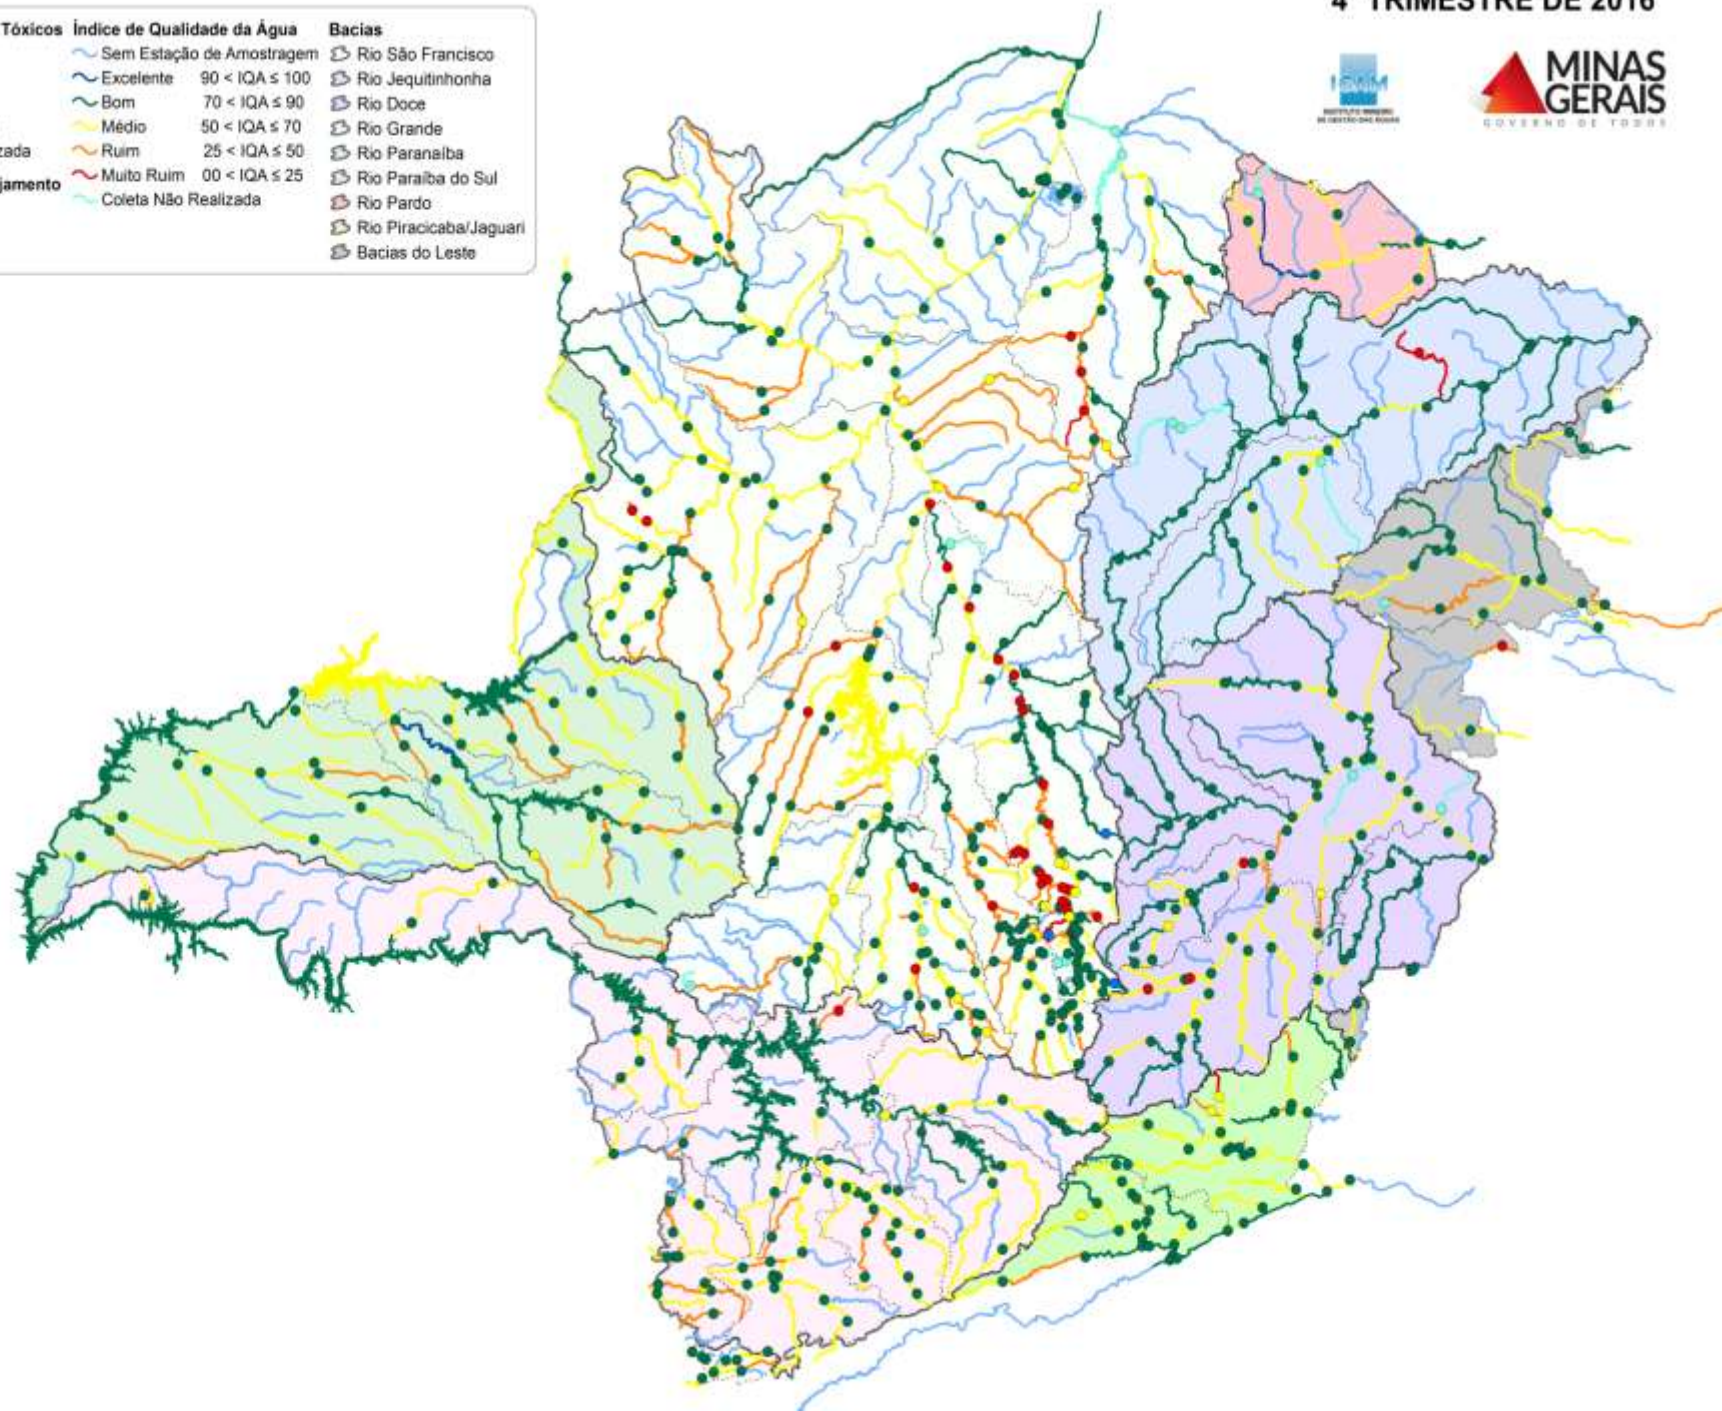 4º TRIMESTRE DE 2016
Tóxicos
Índice de Qualidade da Água
Sem Estação de Amostragem
Excelente 90 < IQA ≤ 100
Bom 70 < IQA ≤ 90
Médio 50 < IQA ≤ 70
Ruim 25 < IQA ≤ 50
Muito Ruim 00 < IQA ≤ 25
Coleta Não Realizada
zada
jamento
Bacias
Rio São Francisco
Rio Jequitinhonha
Rio Doce
Rio Grande
Rio Paranaíba
Rio Paraíba do Sul
Rio Pardo
Rio Piracicaba/Jaguari
Bacias do Leste
IGAM
MINAS
GERAIS
GOVERNO DE TODOS